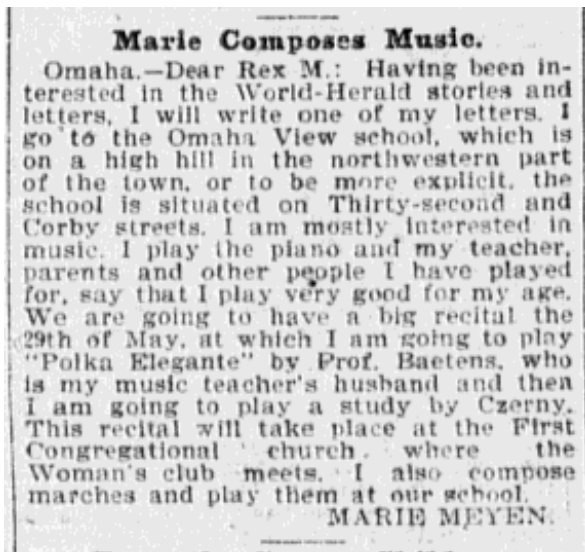 Marie Composes Music.
Omaha.—Dear Rex M.: Having been in-
terested in the World-Herald stories and
letters, I will write one of my letters. I
go to the Omaha View school, which is
on a high hill in the northwestern part
of the town, or to be more explicit, the
school is situated on Thirty-second and
Corby streets. I am mostly interested in
music. I play the piano and my teacher,
parents and other people I have played
for, say that I play very good for my age.
We are going to have a big recital the
29th of May, at which I am going to play
"Polka Elegante" by Prof. Baetens, who
is my music teacher's husband and then
I am going to play a study by Czerny.
This recital will take place at the First
Congregational church where the
Woman's club meets. I also compose
marches and play them at our school.
MARIE MEYEN.